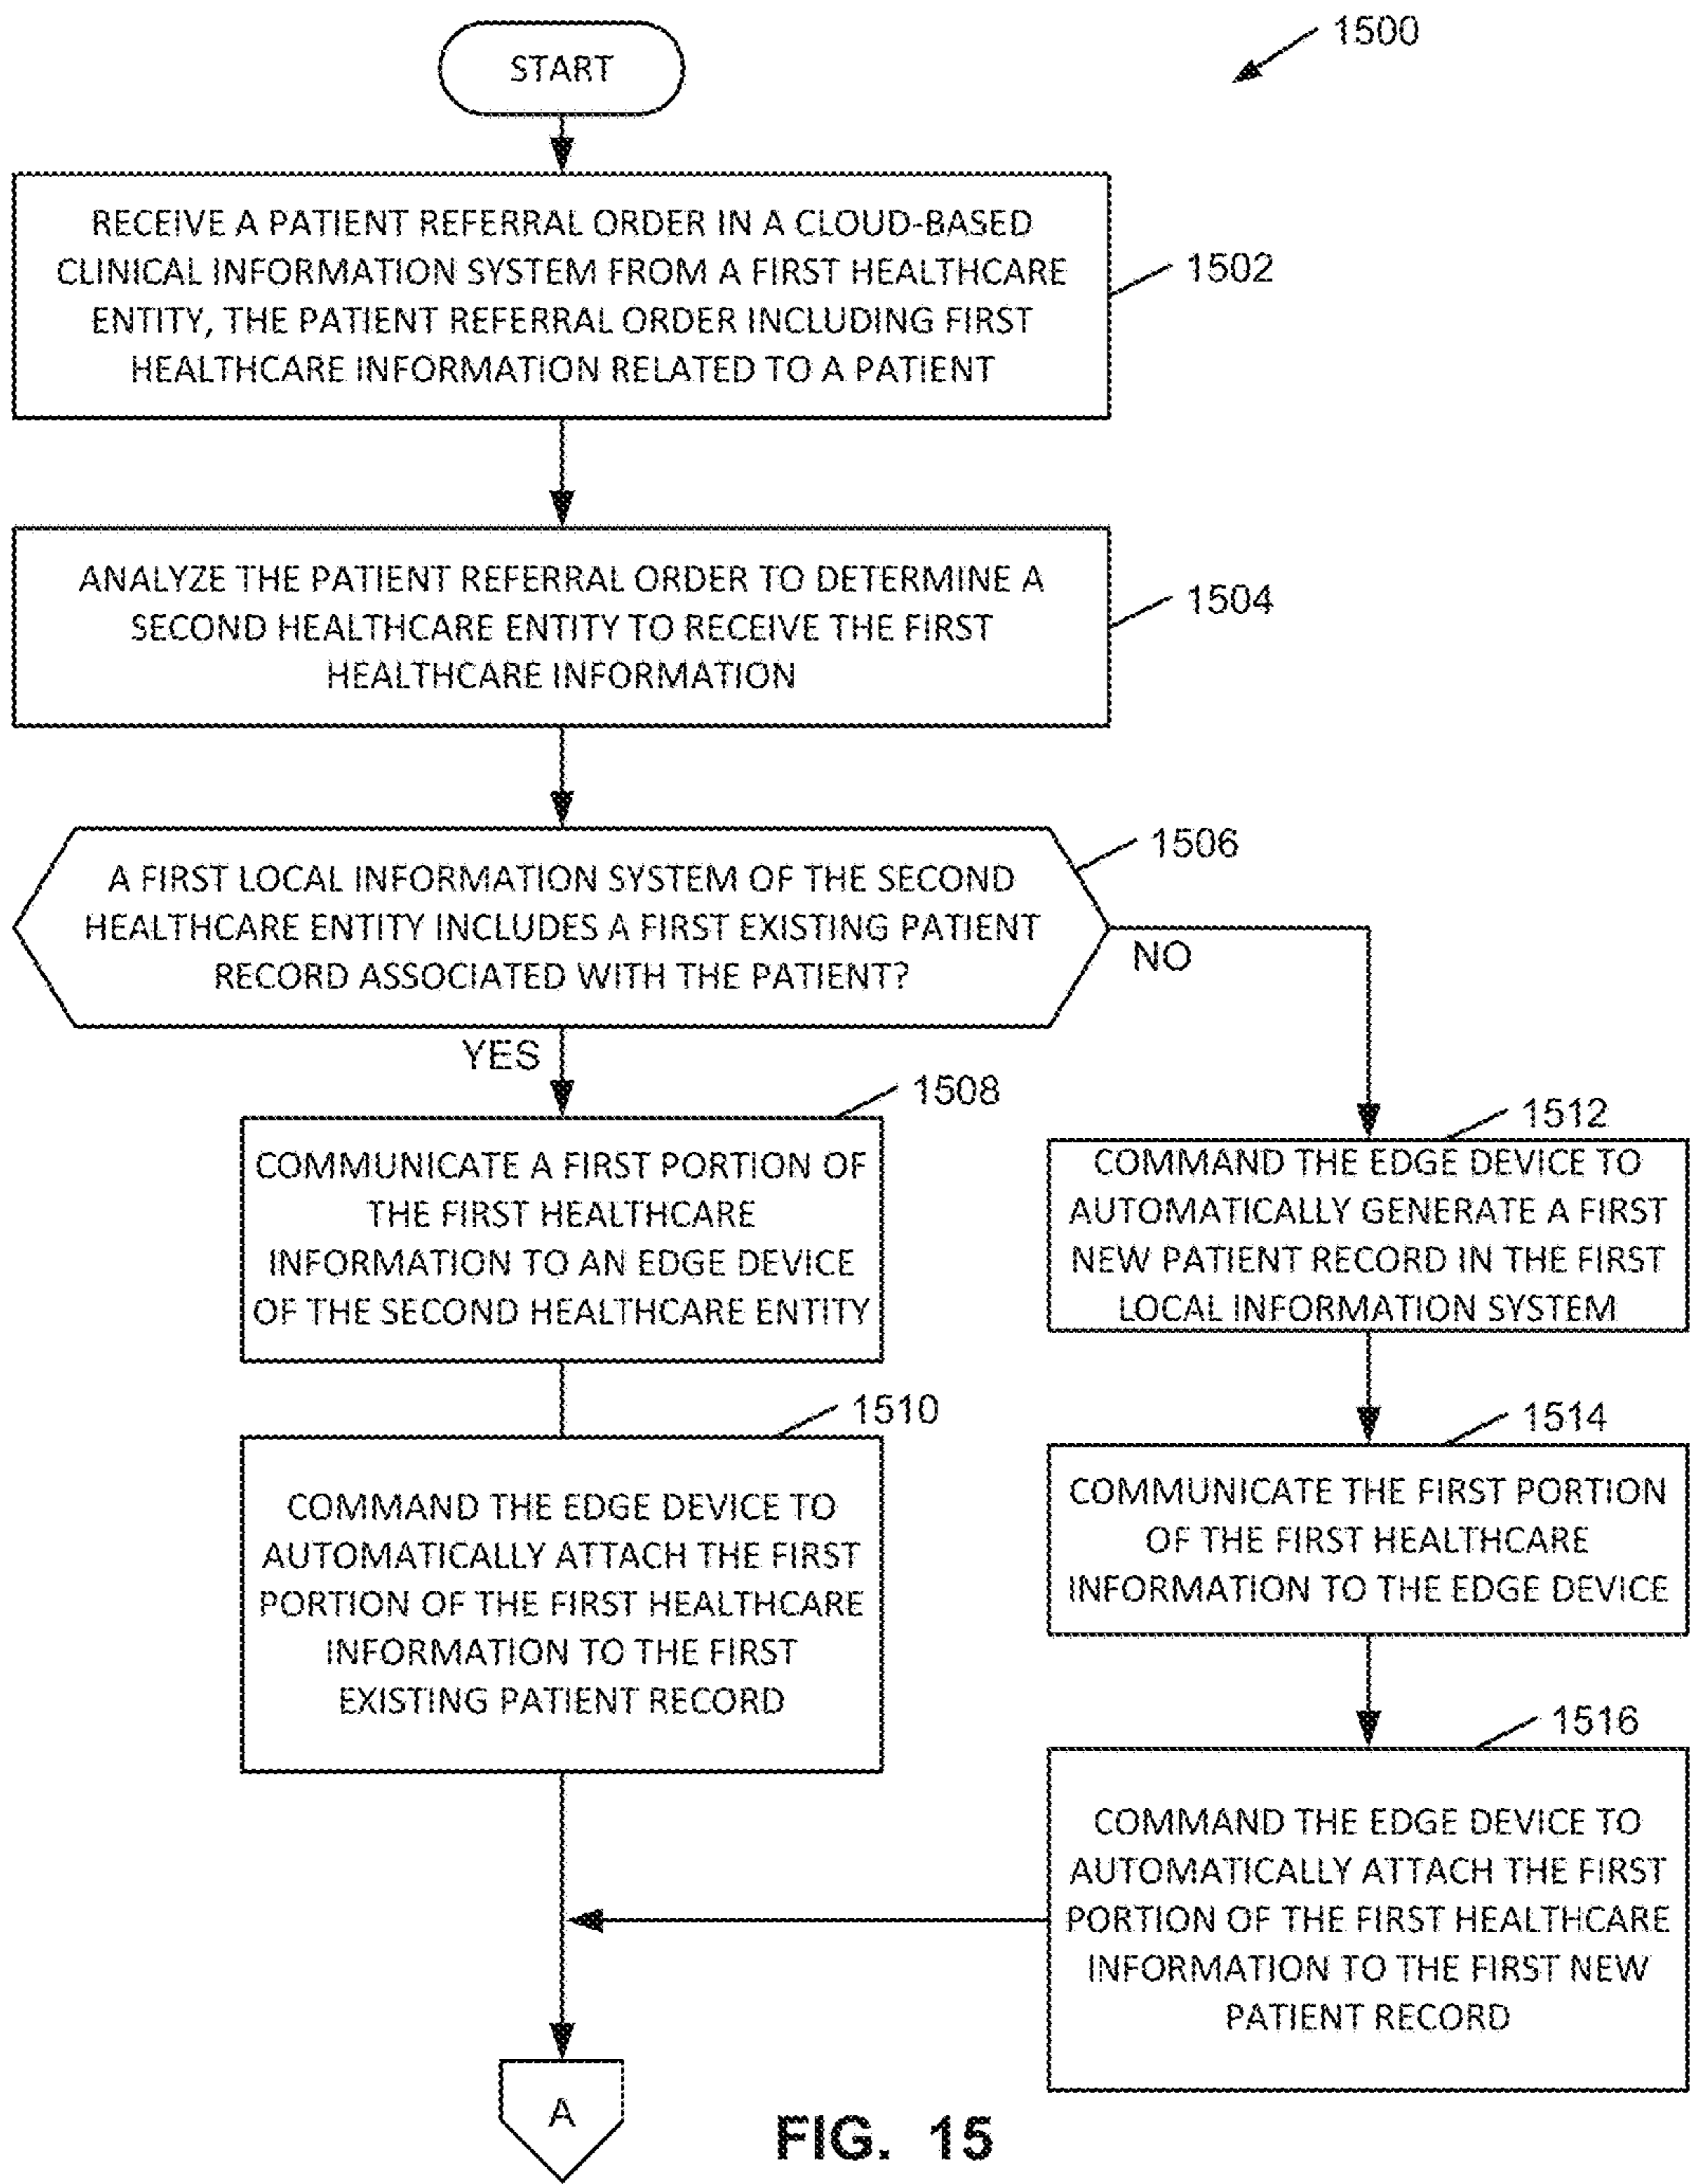 1500
START
RECEIVE A PATIENT REFERRAL ORDER IN A CLOUD-BASED
CLINICAL INFORMATION SYSTEM FROM A FIRST HEALTHCARE
ENTITY, THE PATIENT REFERRAL ORDER INCLUDING FIRST
HEALTHCARE INFORMATION RELATED TO A PATIENT
1502
ANALYZE THE PATIENT REFERRAL ORDER TO DETERMINE A
SECOND HEALTHCARE ENTITY TO RECEIVE THE FIRST
HEALTHCARE INFORMATION
1504
A FIRST LOCAL INFORMATION SYSTEM OF THE SECOND
HEALTHCARE ENTITY INCLUDES A FIRST EXISTING PATIENT
RECORD ASSOCIATED WITH THE PATIENT?
1506
NO
YES
1508
COMMUNICATE A FIRST PORTION OF
THE FIRST HEALTHCARE
INFORMATION TO AN EDGE DEVICE
OF THE SECOND HEALTHCARE ENTITY
1510
COMMAND THE EDGE DEVICE TO
AUTOMATICALLY ATTACH THE FIRST
PORTION OF THE FIRST HEALTHCARE
INFORMATION TO THE FIRST
EXISTING PATIENT RECORD
1512
COMMAND THE EDGE DEVICE TO
AUTOMATICALLY GENERATE A FIRST
NEW PATIENT RECORD IN THE FIRST
LOCAL INFORMATION SYSTEM
1514
COMMUNICATE THE FIRST PORTION
OF THE FIRST HEALTHCARE
INFORMATION TO THE EDGE DEVICE
1516
COMMAND THE EDGE DEVICE TO
AUTOMATICALLY ATTACH THE FIRST
PORTION OF THE FIRST HEALTHCARE
INFORMATION TO THE FIRST NEW
PATIENT RECORD
A
FIG. 15